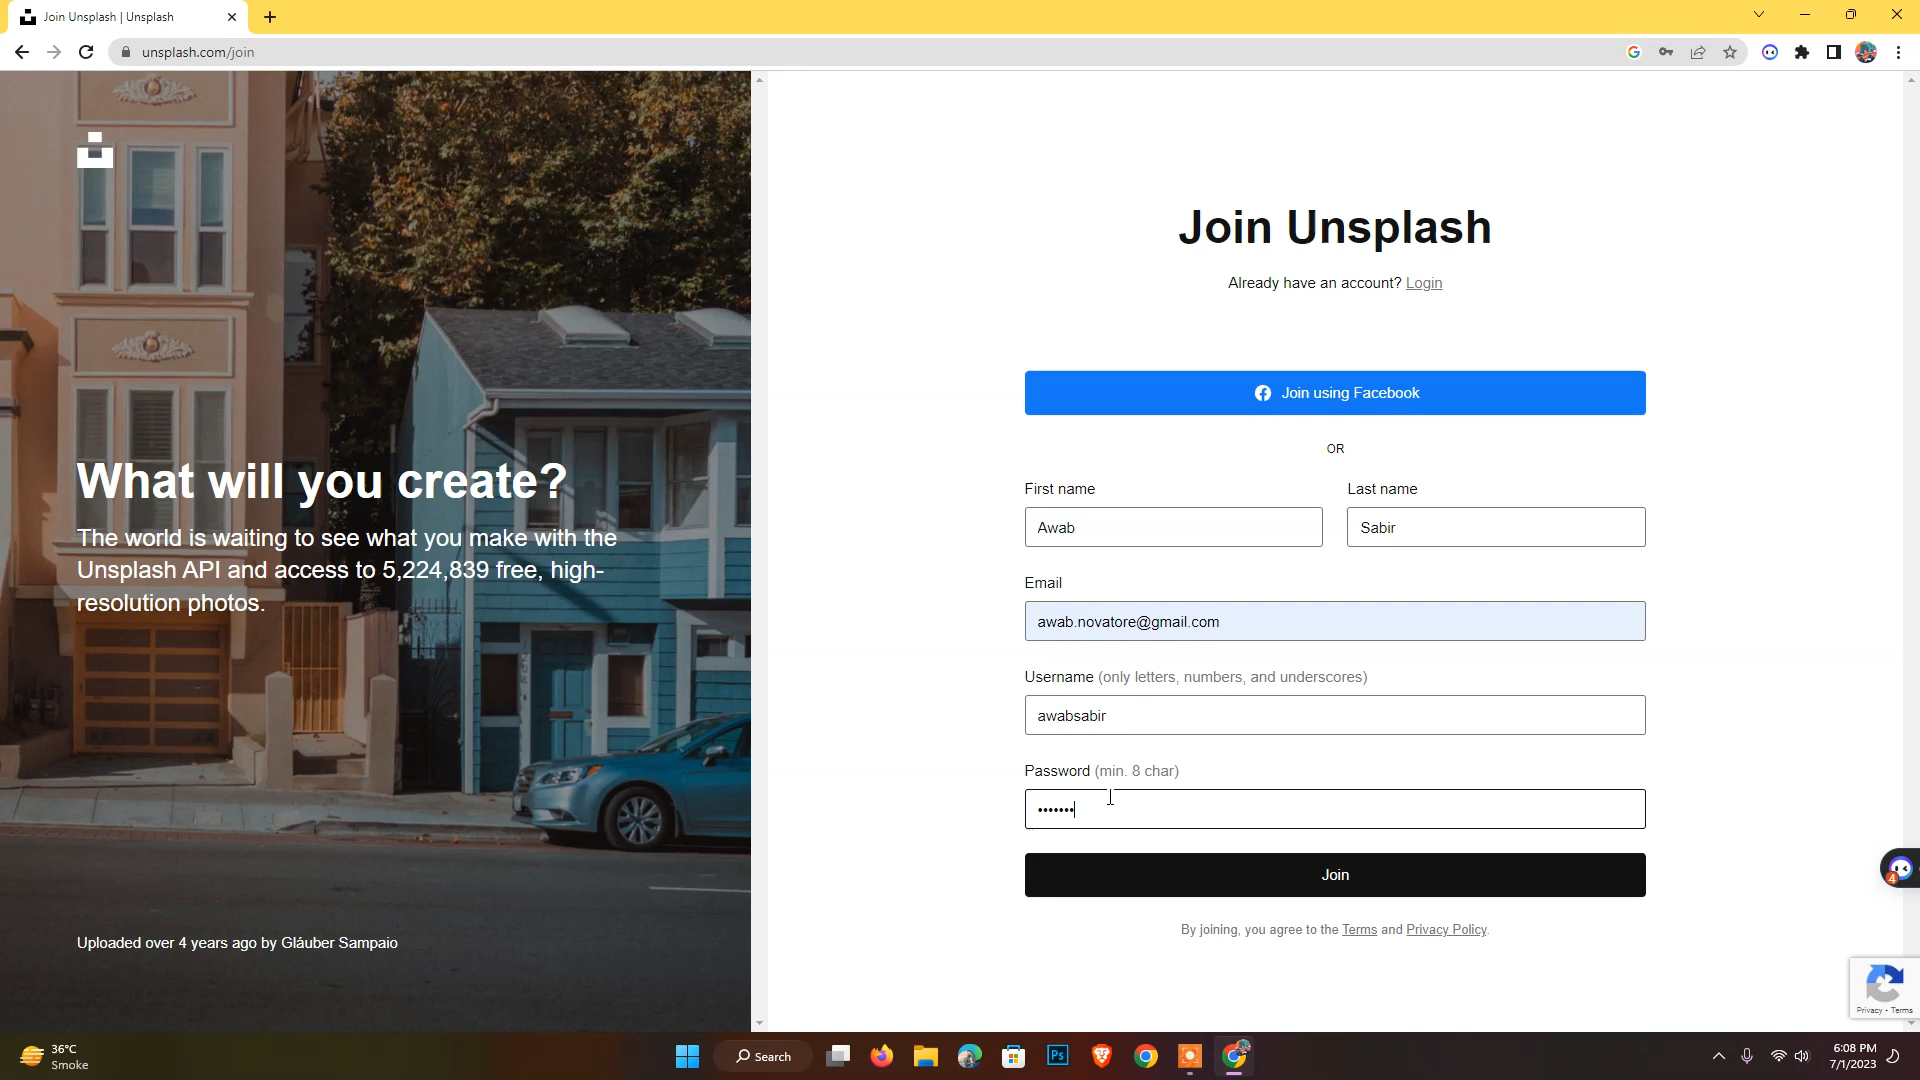 Join Unsplash | Unsplash
unsplash.com/join
What will you create?
The world is waiting to see what you make with the
Unsplash API and access to 5,224,839 free, high-
resolution photos.
Uploaded over 4 years ago by Gláuber Sampaio
Join Unsplash
Already have an account? Login
Join using Facebook
OR
First name
Last name
Awab
Sabir
Email
awab.novatore@gmail.com
Username (only letters, numbers, and underscores)
awabsabir
Password (min. 8 char)
•••••••
Join
By joining, you agree to the Terms and Privacy Policy.
4
Privacy - Terms
36°C
Smoke
Search
Ps
6:08 PM
7/1/2023